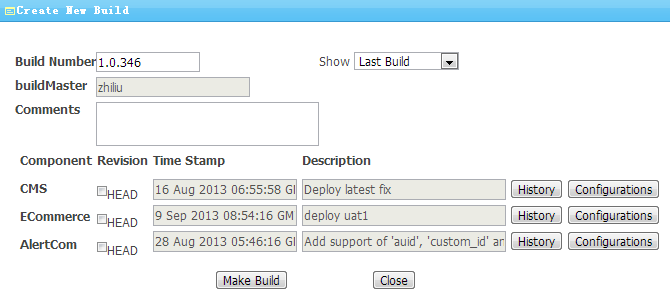 Create New Build
Build Number 1.0.346 Show Last Build
buildMaster zhiliu
Comments
Component Revision Time Stamp Description
CMS HEAD 16 Aug 2013 06:55:58 Deploy latest fix History Configurations
ECommerce HEAD 9 Sep 2013 08:54:16 GM deploy uat1 History Configurations
AlertCom HEAD 28 Aug 2013 05:46:16 Add support of 'auid', 'custom_id' History Configurations
Make Build Close